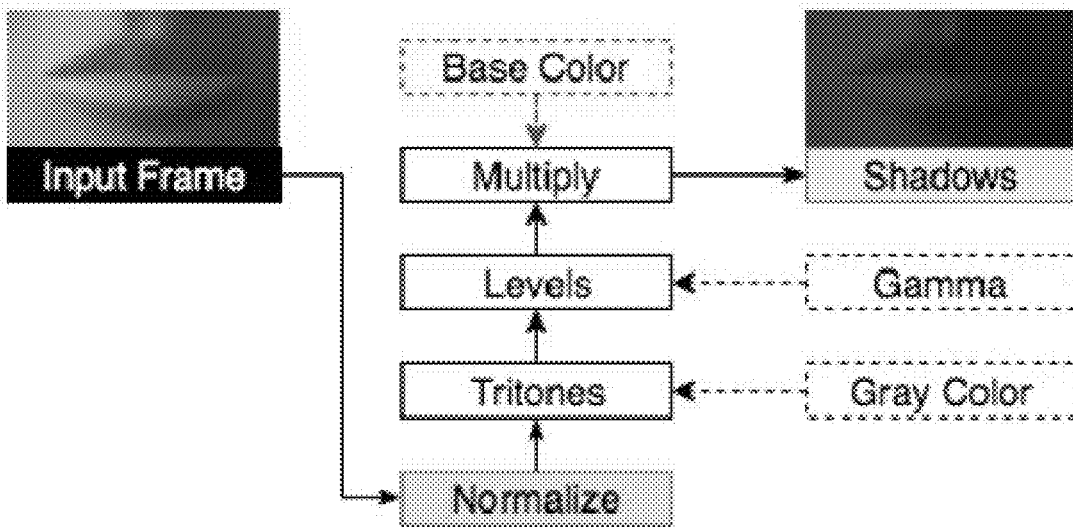 Base Color
Input Frame
Multiply
Shadows
Levels
Gamma
Tritones
Gray Color
Normalize